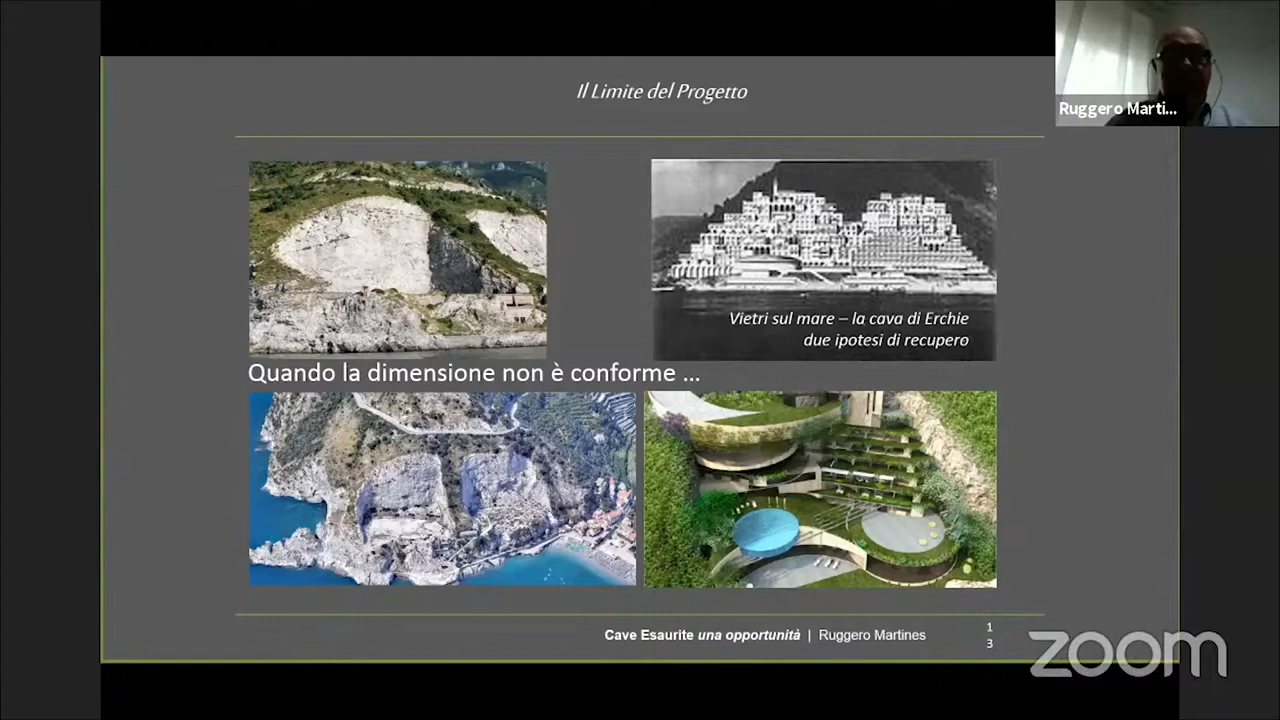 Il Limite del Progetto
Ruggero Marti...
Vietri sul mare – la cava di Erchie
due ipotesi di recupero
Quando la dimensione non è conforme ...
Cave Esaurite una opportunità | Ruggero Martines
1
3
zoom